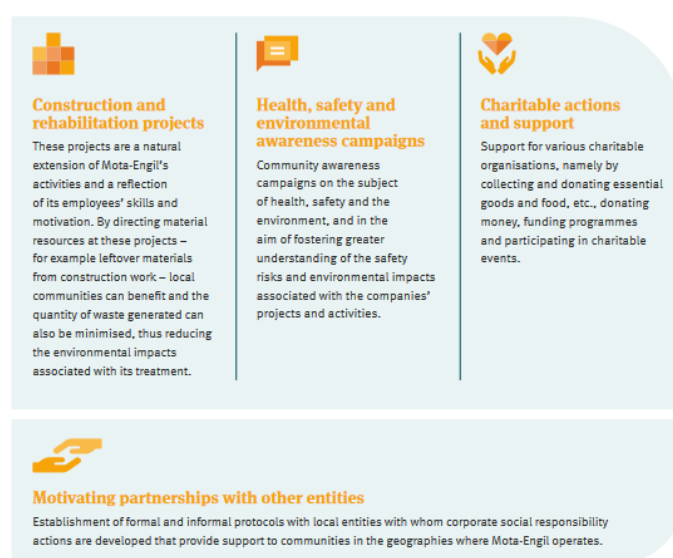 Construction and
rehabilitation projects
These projects are a natural
extension of Mota-Engil's
activities and a reflection
of its employees' skills and
motivation. By directing material
resources at these projects –
for example leftover materials
from construction work – local
communities can benefit and the
quantity of waste generated can
also be minimised, thus reducing
the environmental impacts
associated with its treatment.
Health, safety and
environmental
awareness campaigns
Community awareness
campaigns on the subject
of health, safety and the
environment, and in the
aim of fostering greater
understanding of the safety
risks and environmental impacts
associated with the companies'
projects and activities.
Charitable actions
and support
Support for various charitable
organisations, namely by
collecting and donating essential
goods and food, etc., donating
money, funding programmes
and participating in charitable
events.
Motivating partnerships with other entities
Establishment of formal and informal protocols with local entities with whom corporate social responsibility
actions are developed that provide support to communities in the geographies where Mota-Engil operates.